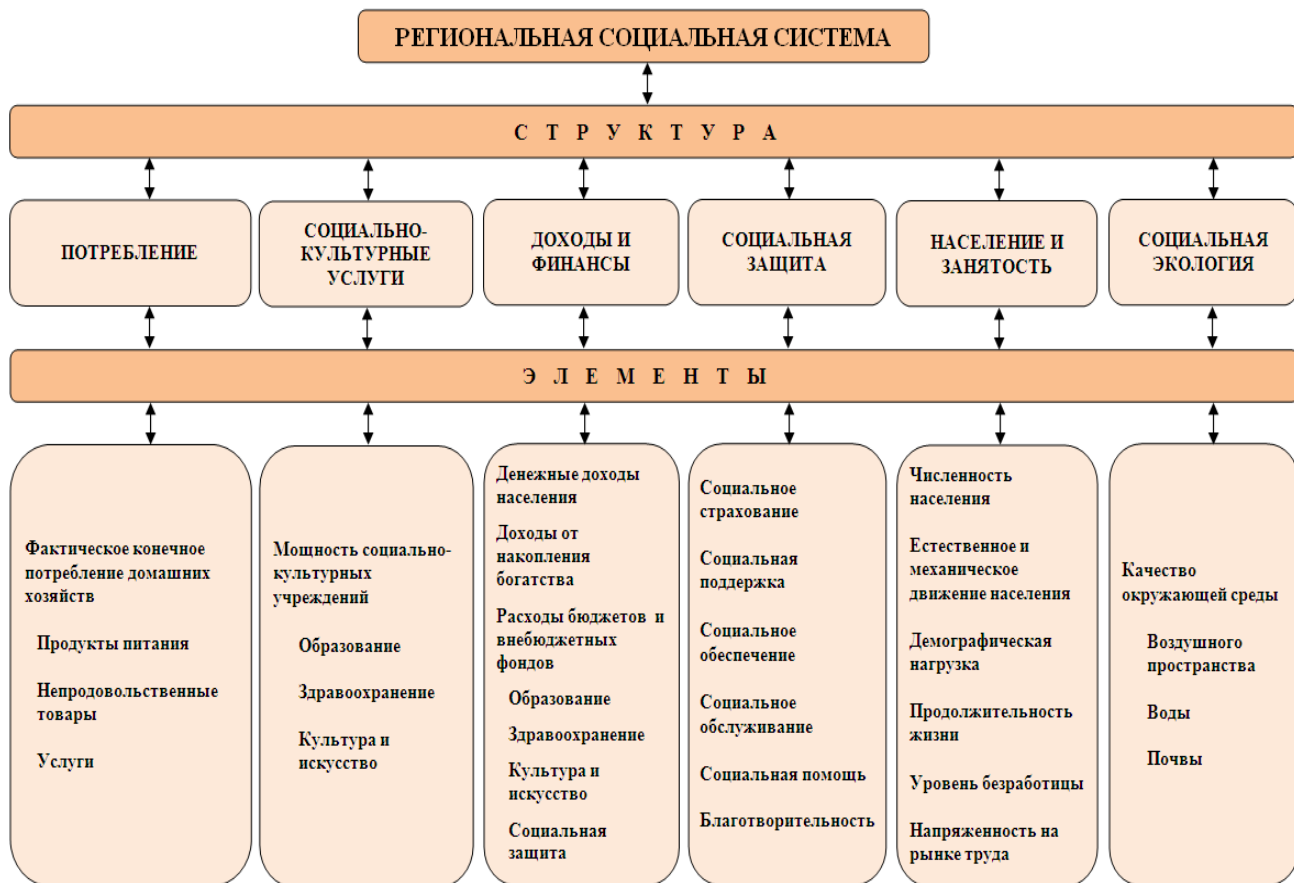 РЕГИОНАЛЬНАЯ СОЦИАЛЬНАЯ СИСТЕМА
С Т Р У К Т У Р А
ПОТРЕБЛЕНИЕ
СОЦИАЛЬНО-
КУЛЬТУРНЫЕ
УСЛУГИ
ДОХОДЫ И
ФИНАНСЫ
СОЦИАЛЬНАЯ
ЗАЩИТА
НАСЕЛЕНИЕ И
ЗАНЯТОСТЬ
СОЦИАЛЬНАЯ
ЭКОЛОГИЯ
Э Л Е М Е Н Т Ы
Фактическое конечное
потребление домашних
хозяйств
Продукты питания
Непродовольственные
товары
Услуги
Мощность социально-
культурных
учреждений
Образование
Здравоохранение
Культура и
искусство
Денежные доходы
населения
Доходы от
накопления
богатства
Расходы бюджетов и
внебюджетных
фондов
Образование
Здравоохранение
Культура и
искусство
Социальная
защита
Социальное
страхование
Социальная
поддержка
Социальное
обеспечение
Социальное
обслуживание
Социальная помощь
Благотворительность
Численность
населения
Естественное и
механическое
движение населения
Демографическая
нагрузка
Продолжительность
жизни
Уровень безработицы
Напряженность на
рынке труда
Качество
окружающей среды
Воздушного
пространства
Воды
Почвы